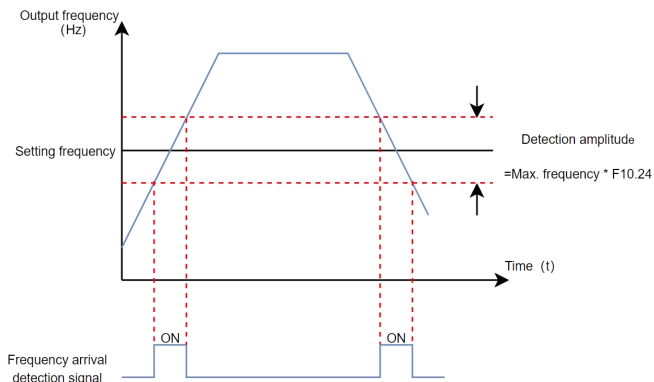 Output frequency
(Hz)
Setting frequency
Detection amplitude
=Max. frequency * F10.24
Time (t)
ON
ON
Frequency arrival
detection signal